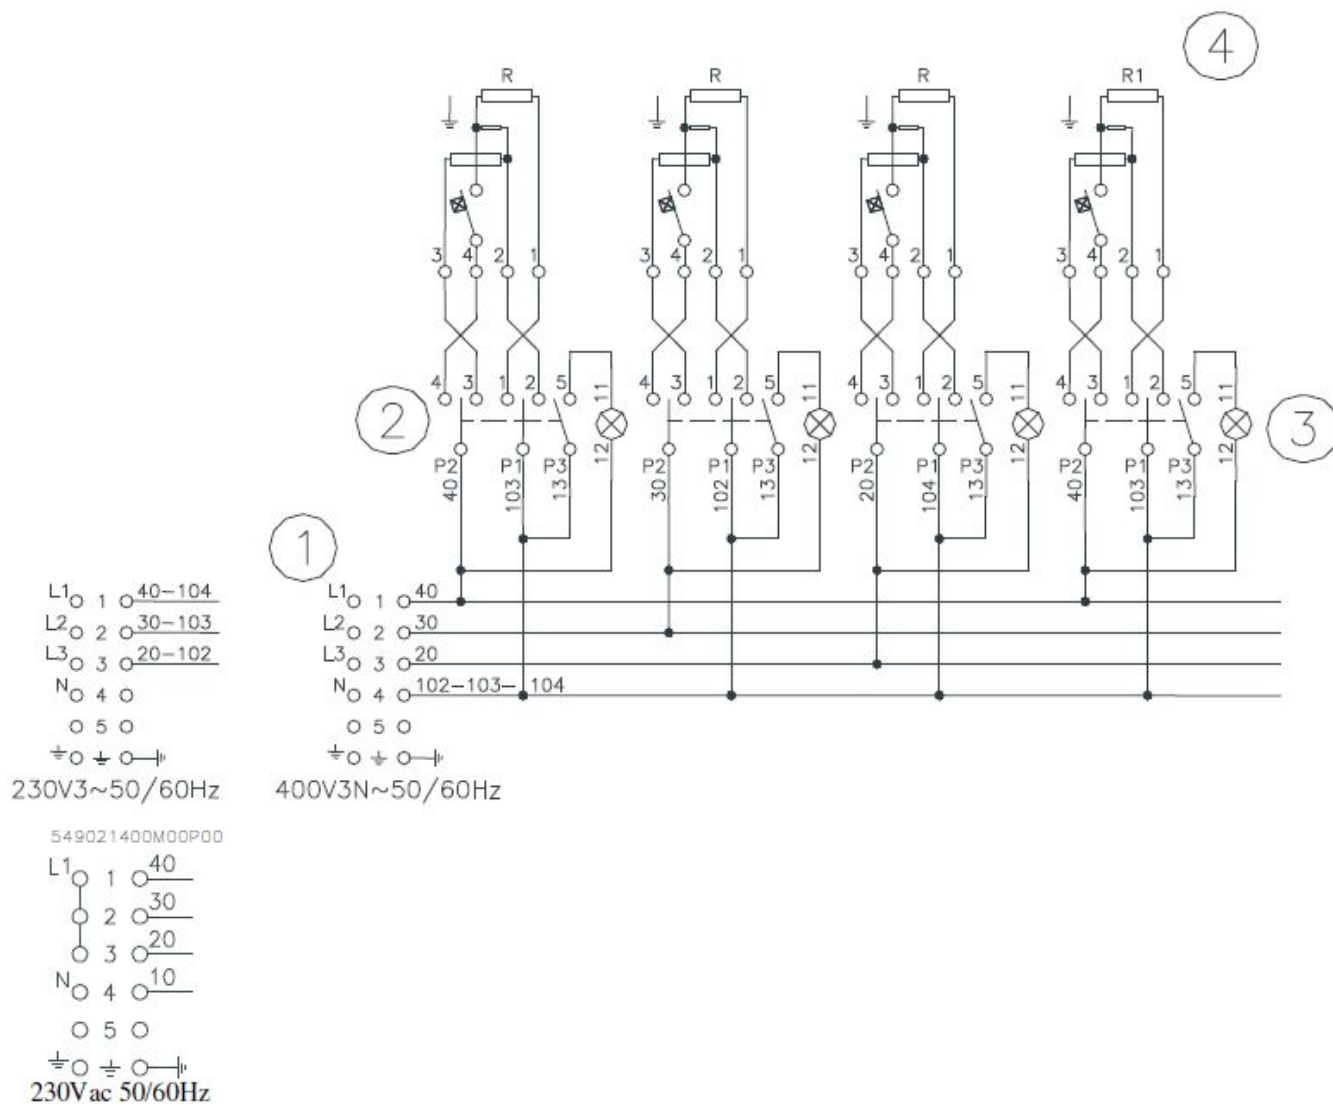 4
R R R R1
3 4 2 1 3 4 2 1 3 4 2 1 3 4 2 1
4 3 1 2 5 11 4 3 1 2 5 11 4 3 1 2 5 11 4 3 1 2 5 11
2 3
P2 P1 P3 12 P2 P1 P3 12 P2 P1 P3 12 P2 P1 P3 12
40 103 13 30 102 13 20 104 13 40 103 13
1
L1 1 40-104 L1 1 40
L2 2 30-103 L2 2 30
L3 3 20-102 L3 3 20
N 4 N 4 102-103-104
5 5
230V3~50/60Hz 400V3N~50/60Hz
549021400M00P00
L1 1 40
2 30
3 20
N 4 10
5
230Vac 50/60Hz